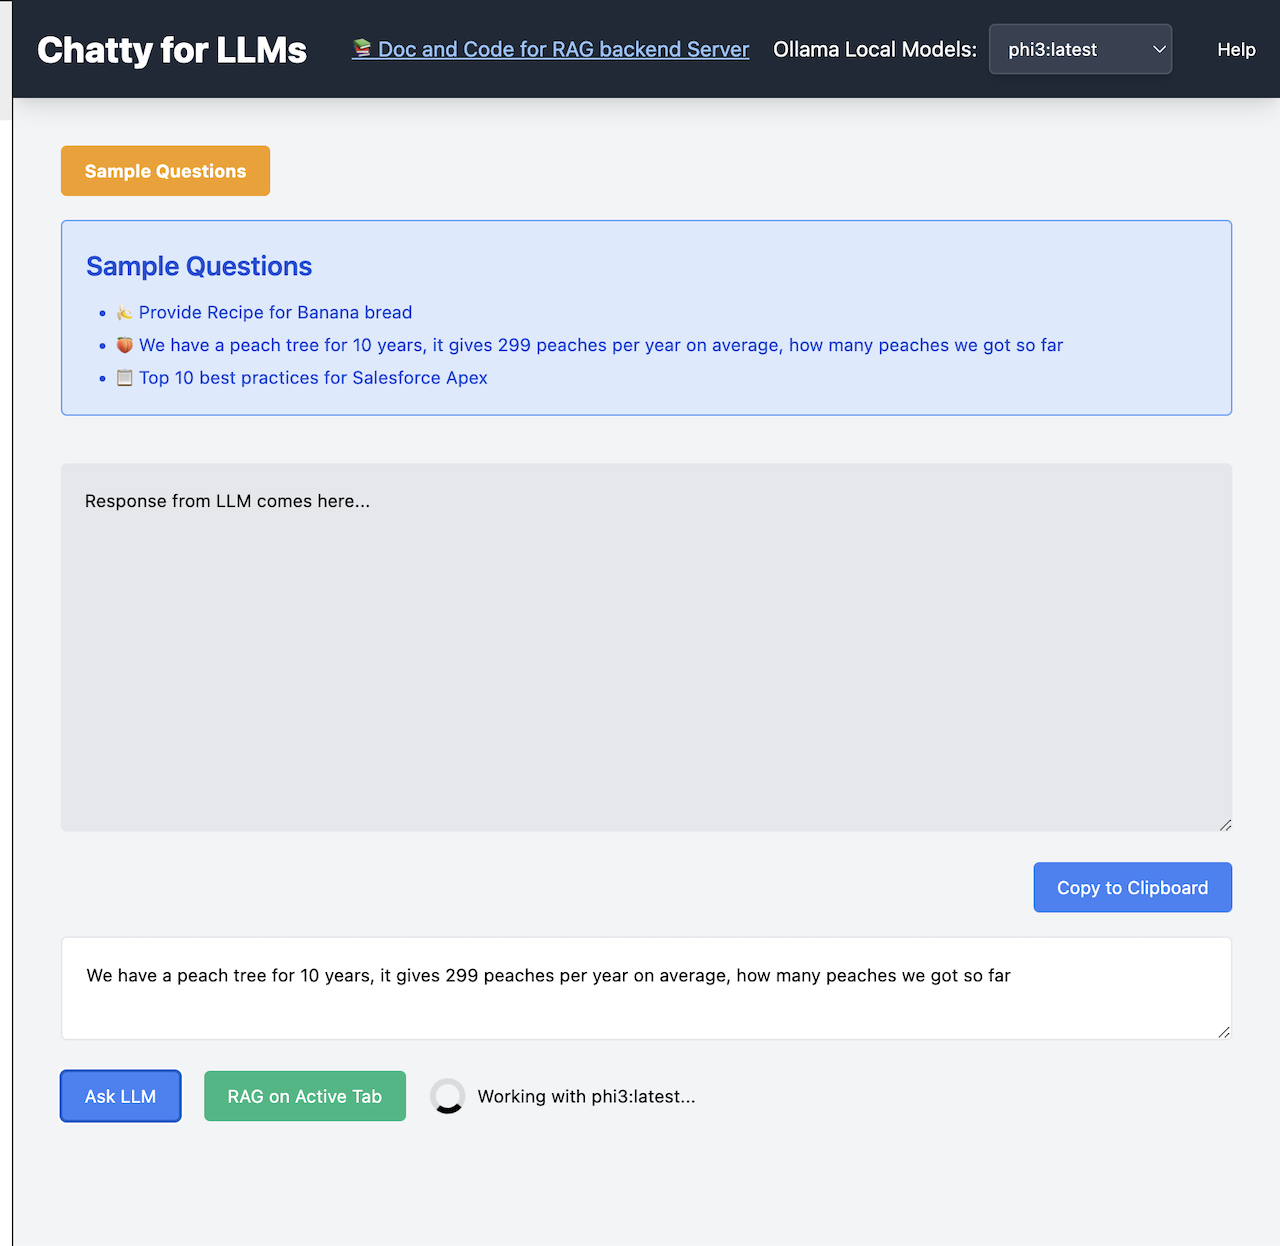 Chatty for LLMs
📚 Doc and Code for RAG backend Server
Ollama Local Models:
phi3:latest
Help
Sample Questions
Sample Questions
• 🍌 Provide Recipe for Banana bread
• 🍑 We have a peach tree for 10 years, it gives 299 peaches per year on average, how many peaches we got so far
• 📋 Top 10 best practices for Salesforce Apex
Response from LLM comes here...
Copy to Clipboard
We have a peach tree for 10 years, it gives 299 peaches per year on average, how many peaches we got so far
Ask LLM
RAG on Active Tab
Working with phi3:latest...